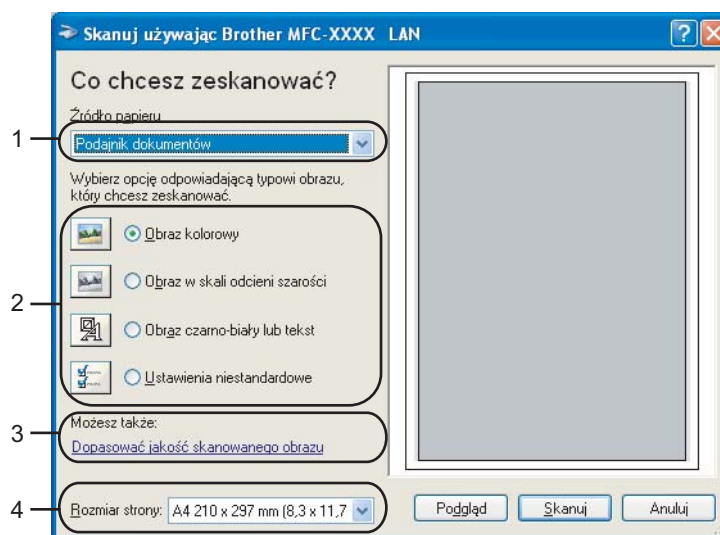 Skanuj używając Brother MFC-XXXX LAN
Co chcesz zeskanować?
Źródło papieru
1
Podajnik dokumentów
Wybierz opcję odpowiadającą typowi obrazu,
który chcesz zeskanować.
2
Obraz kolorowy
Obraz w skali odcieni szarości
Obraz czarno-biały lub tekst
Ustawienia niestandardowe
3
Możesz także:
Dopasować jakość skanowanego obrazu
4
Rozmiar strony: A4 210 x 297 mm (8,3 x 11,7
Podgląd Skanuj Anuluj